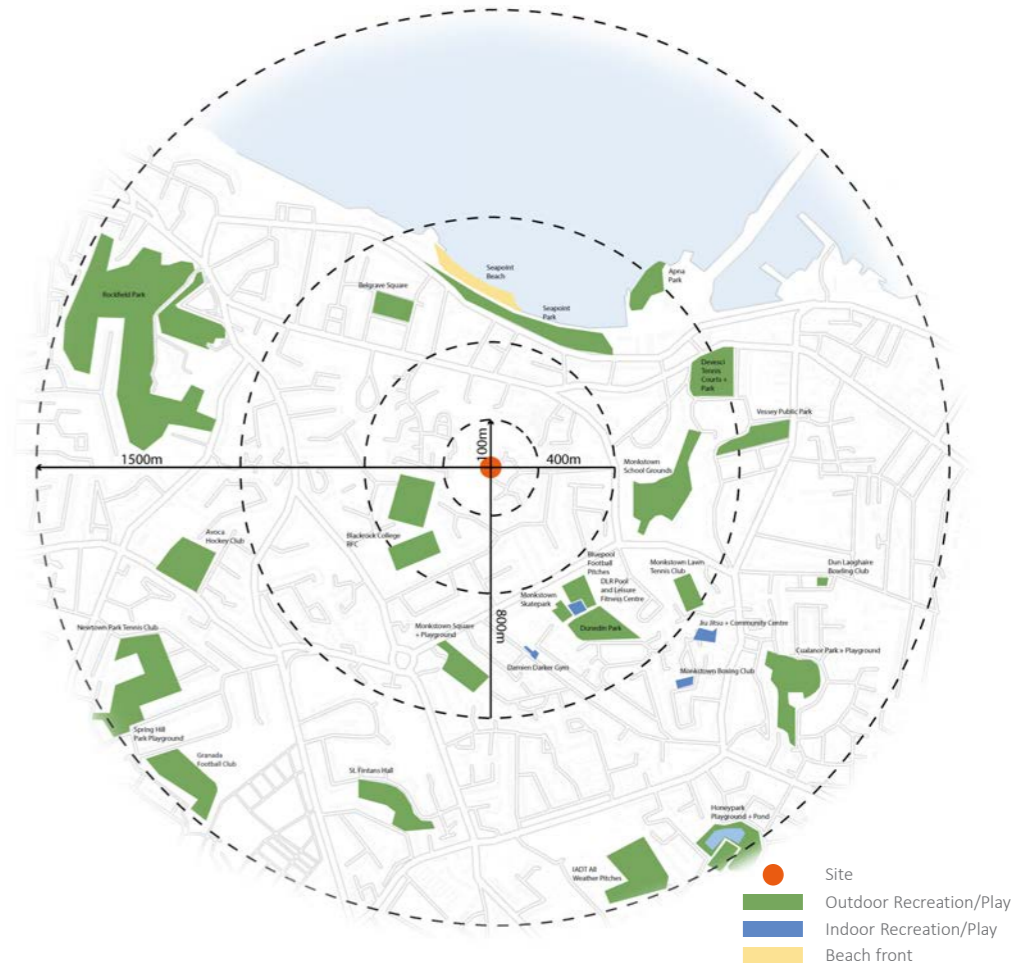 Seapoint
Beach
Apna
Park
Belgrave Square
Rockfield Park
Seapoint
Park
Devesci
Tennis
Courts +
Park
Vessey Public Park
100m
1500m
400m
Monkstown
School Grounds
Avoca
Hockey Club
Blackrock College
RFC
Bluepool
Football
Pitches
Monkstown Lawn
Tennis Club
Dun Laoghaire
Bowling Club
DLR Pool
and Leisure
Fitness Centre
Monkstown
Skatepark
800m
Newtown Park Tennis Club
Monkstown Square
+ Playground
Dunedin Park
Jiu Jitsu + Community Centre
Cualanor Park + Playground
Damien Darker Gym
Monkstown Boxing Club
Spring Hill
Park Playground
Granada
Football Club
St. Fintans Hall
Honeypark
Playground + Pond
IADT All
Weather Pitches
Site
Outdoor Recreation/Play
Indoor Recreation/Play
Beach front